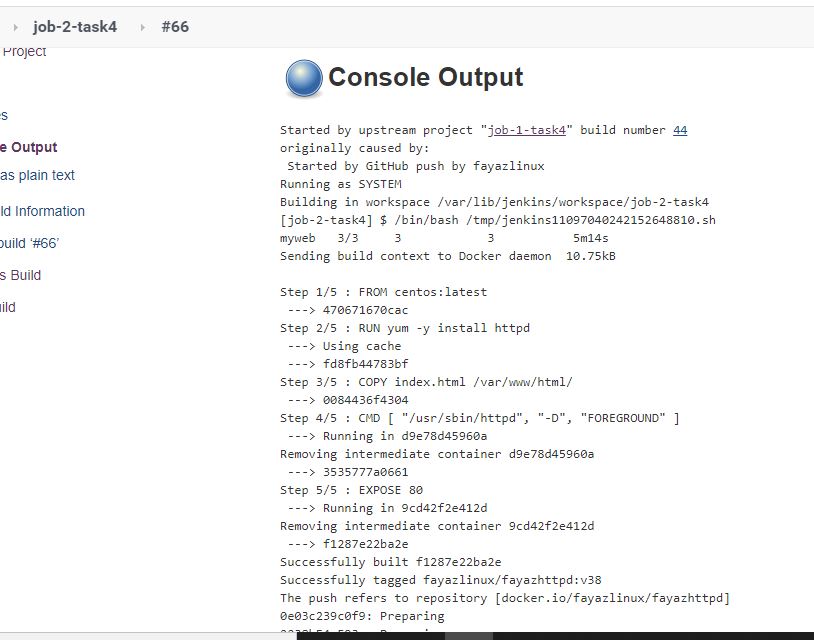 job-2-task4 #66
Project
s
e Output
as plain text
ld Information
build ‘#66’
s Build
ild
Console Output
Started by upstream project "job-1-task4" build number 44
originally caused by:
Started by GitHub push by fayazlinux
Running as SYSTEM
Building in workspace /var/lib/jenkins/workspace/job-2-task4
[job-2-task4] $ /bin/bash /tmp/jenkins11097040242152648810.sh
myweb 3/3 3 3 5m14s
Sending build context to Docker daemon 10.75kB
Step 1/5 : FROM centos:latest
---> 470671670cac
Step 2/5 : RUN yum -y install httpd
---> Using cache
---> fd8fb44783bf
Step 3/5 : COPY index.html /var/www/html/
---> 0084436f4304
Step 4/5 : CMD [ "/usr/sbin/httpd", "-D", "FOREGROUND" ]
---> Running in d9e78d45960a
Removing intermediate container d9e78d45960a
---> 3535777a0661
Step 5/5 : EXPOSE 80
---> Running in 9cd42f2e412d
Removing intermediate container 9cd42f2e412d
---> f1287e22ba2e
Successfully built f1287e22ba2e
Successfully tagged fayazlinux/fayazhttpd:v38
The push refers to repository [docker.io/fayazlinux/fayazhttpd]
0e03c239c0f9: Preparing